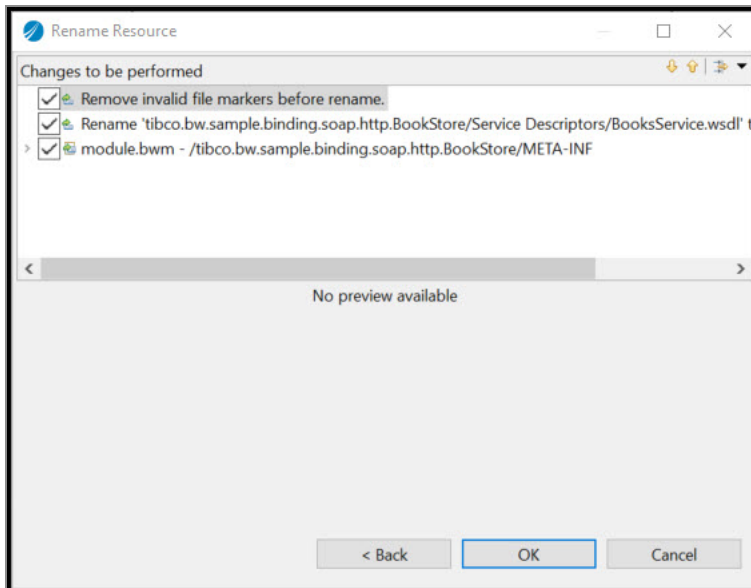 Rename Resource
Changes to be performed
Remove invalid file markers before rename.
Rename 'tibco.bw.sample.binding.soap.http.BookStore/Service Descriptors/BooksService.wsdl' t
module.bwm - /tibco.bw.sample.binding.soap.http.BookStore/META-INF
No preview available
< Back
OK
Cancel